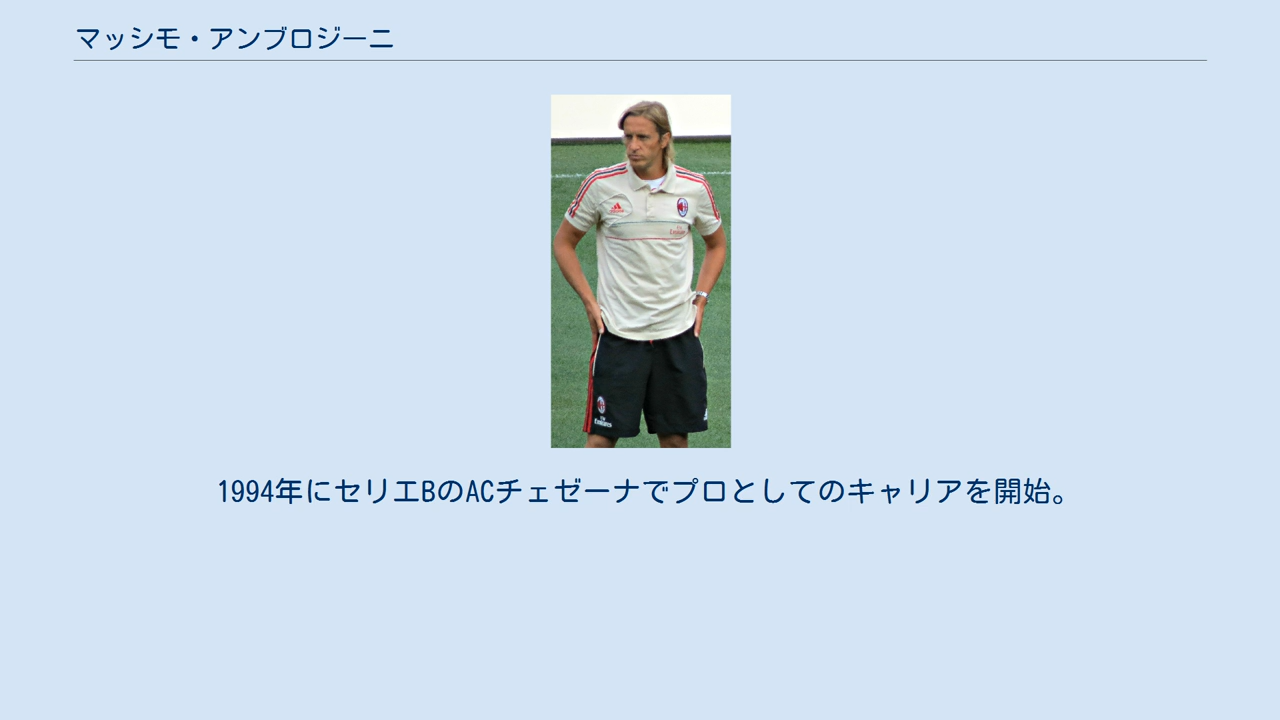 マッシモ・アンブロジーニ
1994年にセリエBのACチェゼーナでプロとしてのキャリアを開始。